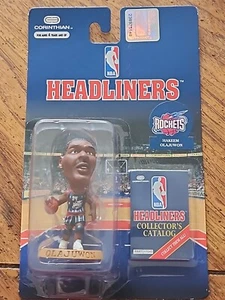 CORINTHIAN
NBA
HEADLINERS
ROCKETS
HAKEEM
OLAJUWON
OLAJUWON
NBA
HEADLINERS
COLLECTOR'S
CATALOG